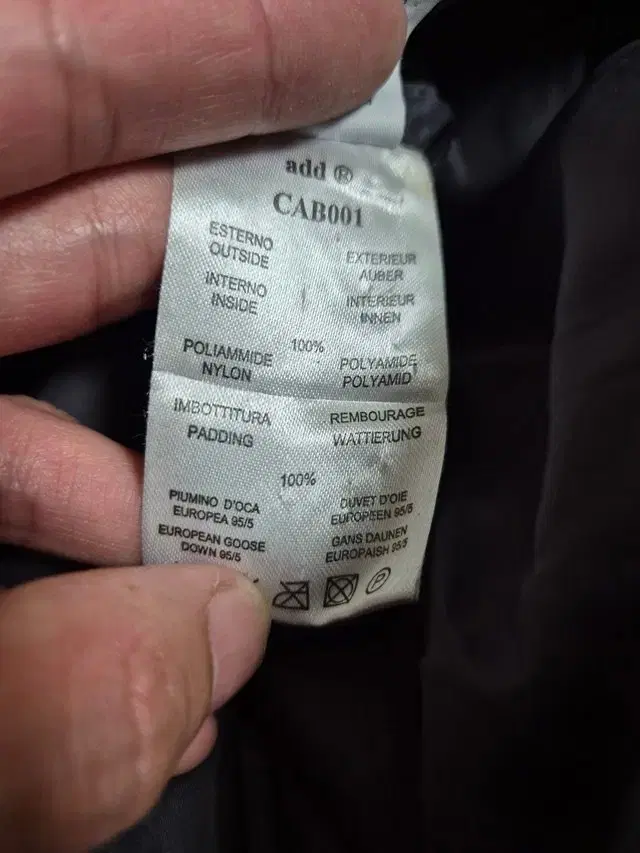 add ®
CAB001
ESTERNO
OUTSIDE
EXTERIEUR
AUBER
INTERNO
INSIDE
INTERIEUR
INNEN
100%
POLIAMMIDE
NYLON
POLYAMIDE
POLYAMID
IMBOTTITURA
PADDING
REMBOURAGE
WATTIERUNG
100%
PIUMINO D'OCA
EUROPEA 95/5
DUVET D'OIE
EUROPEEN 95/5
EUROPEAN GOOSE
DOWN 95/5
GANS DAUNEN
EUROPAISH 95/5
P